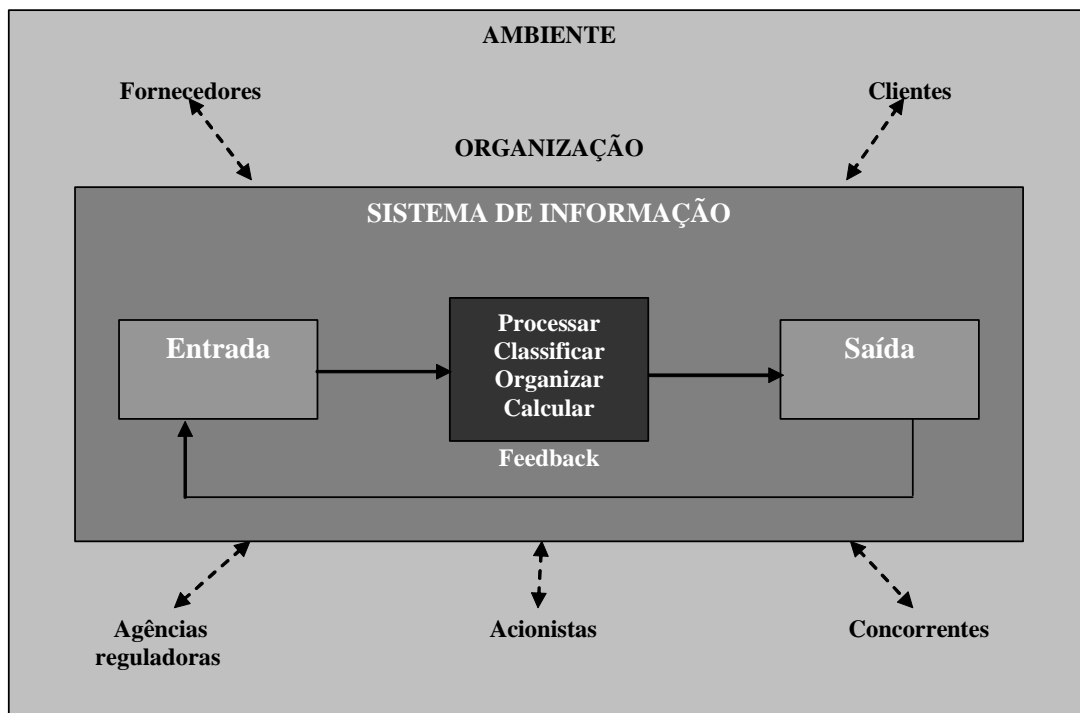 AMBIENTE
Fornecedores
Clientes
ORGANIZAÇÃO
SISTEMA DE INFORMAÇÃO
Entrada
Processar
Classificar
Organizar
Calcular
Saída
Feedback
Agências
reguladoras
Acionistas
Concorrentes